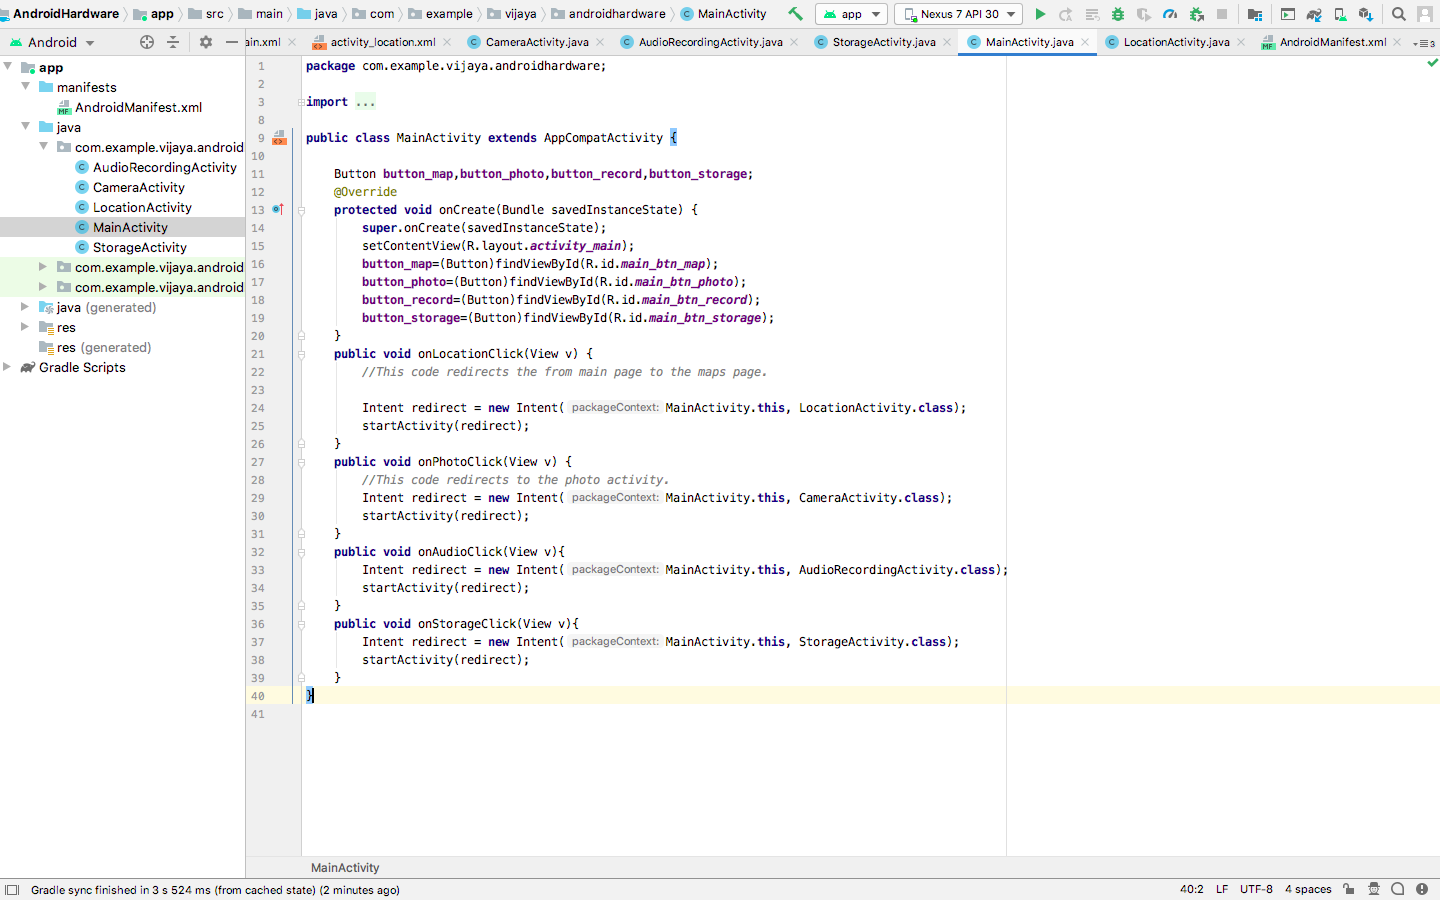 AndroidHardware app src main java com example vijaya androidhardware MainActivity app Nexus 7 API 30
Android ain.xml activity_location.xml CameraActivity.java AudioRecordingActivity.java StorageActivity.java MainActivity.java LocationActivity.java AndroidManifest.xml 3
app
manifests
MF AndroidManifest.xml
java
com.example.vijaya.android
C AudioRecordingActivity
C CameraActivity
C LocationActivity
C MainActivity
C StorageActivity
com.example.vijaya.android
com.example.vijaya.android
java (generated)
res
res (generated)
Gradle Scripts
1 package com.example.vijaya.androidhardware;
2
3 import ...
8
9 public class MainActivity extends AppCompatActivity {
10
11 Button button_map,button_photo,button_record,button_storage;
12 @Override
13 protected void onCreate(Bundle savedInstanceState) {
14 super.onCreate(savedInstanceState);
15 setContentView(R.layout.activity_main);
16 button_map=(Button)findViewById(R.id.main_btn_map);
17 button_photo=(Button)findViewById(R.id.main_btn_photo);
18 button_record=(Button)findViewById(R.id.main_btn_record);
19 button_storage=(Button)findViewById(R.id.main_btn_storage);
20 }
21 public void onLocationClick(View v) {
22 //This code redirects the from main page to the maps page.
23
24 Intent redirect = new Intent( packageContext: MainActivity.this, LocationActivity.class);
25 startActivity(redirect);
26 }
27 public void onPhotoClick(View v) {
28 //This code redirects to the photo activity.
29 Intent redirect = new Intent( packageContext: MainActivity.this, CameraActivity.class);
30 startActivity(redirect);
31 }
32 public void onAudioClick(View v){
33 Intent redirect = new Intent( packageContext: MainActivity.this, AudioRecordingActivity.class);
34 startActivity(redirect);
35 }
36 public void onStorageClick(View v){
37 Intent redirect = new Intent( packageContext: MainActivity.this, StorageActivity.class);
38 startActivity(redirect);
39 }
40 }
41
MainActivity
Gradle sync finished in 3 s 524 ms (from cached state) (2 minutes ago) 40:2 LF UTF-8 4 spaces